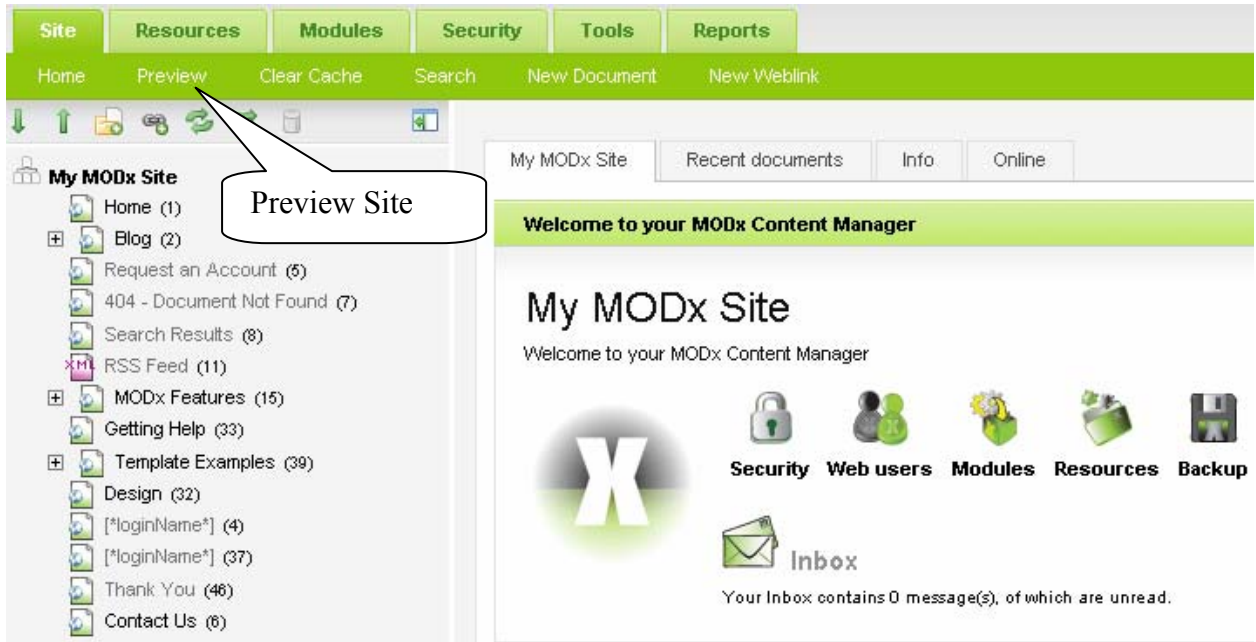 Site Resources Modules Security Tools Reports
Home Preview Clear Cache Search New Document New Weblink
My MODx Site
Home (1)
Blog (2)
Request an Account (5)
404 - Document Not Found (7)
Search Results (8)
XML RSS Feed (11)
MODx Features (15)
Getting Help (33)
Template Examples (39)
Design (32)
[*loginName*] (4)
[*loginName*] (37)
Thank You (46)
Contact Us (6)
Preview Site
My MODx Site Recent documents Info Online
Welcome to your MODx Content Manager
My MODx Site
Welcome to your MODx Content Manager
X
Security Web users Modules Resources Backup
Inbox
Your Inbox contains 0 message(s), of which are unread.